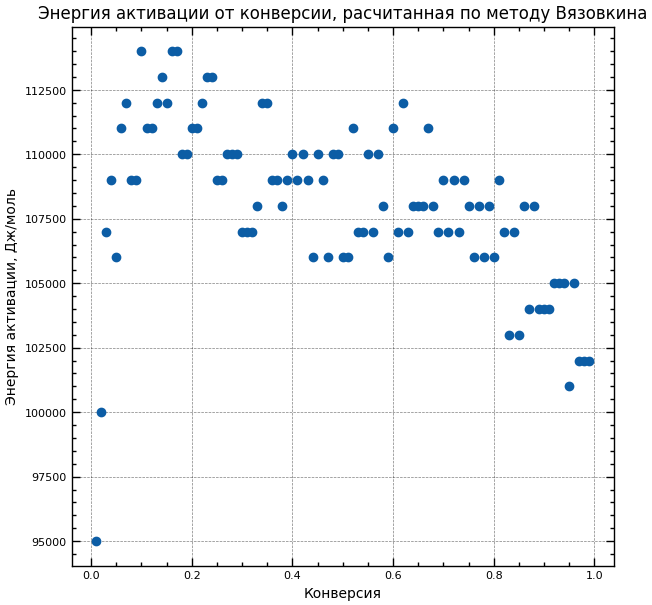 Энергия активации от конверсии, расчитанная по методу Вязовкина
Энергия активации, Дж/моль
112500
110000
107500
105000
102500
100000
97500
95000
0.0 0.2 0.4 0.6 0.8 1.0
Конверсия